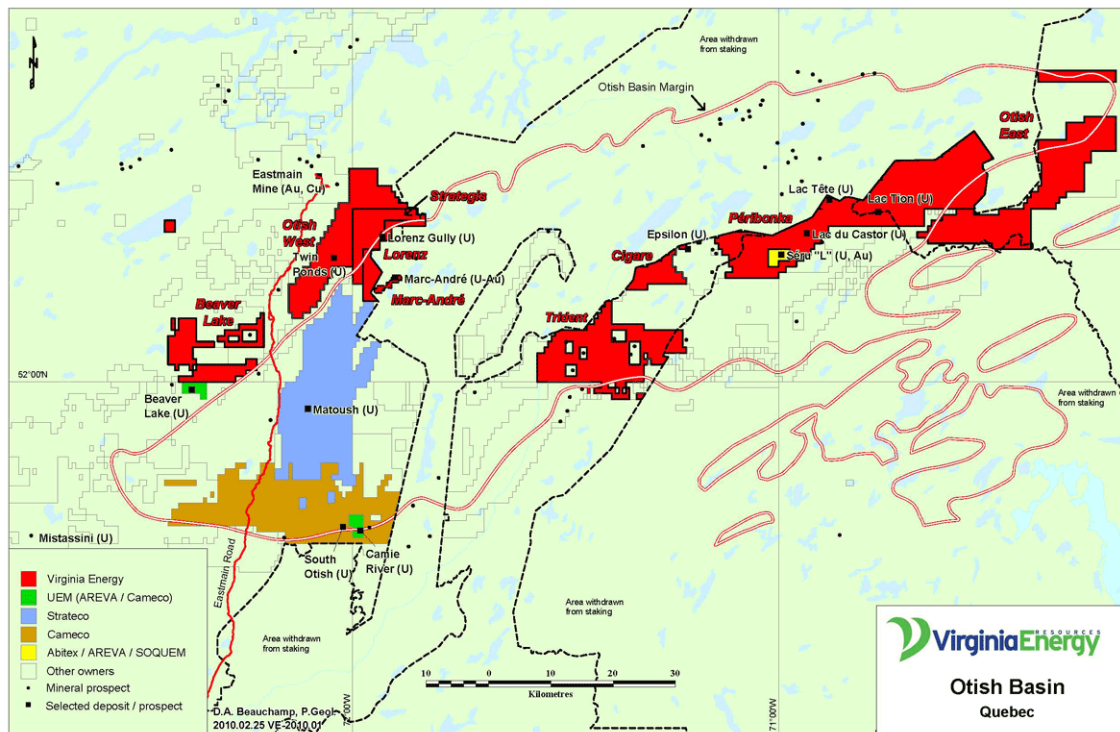 N
Area withdrawn
from staking
Otish Basin Margin
Otish
East
Eastmain
Mine (Au, Cu)
Strategis
Otish
West
Lorenz Gully (U)
Lorenz
Twin
Ponds (U)
Marc-André (U-Au)
Marc-André
Lac Tête (U)
Lac Tion (U)
Péribonka
Lac du Castor (U)
Epsilon (U)
Séru "L" (U, Au)
Cigare
Beaver
Lake
Trident
52°00'N
Beaver
Lake (U)
Matoush (U)
Area withdrawn
from staking
Mistassini (U)
South
Otish (U)
Camie
River (U)
Eastmain Road
Virginia Energy
UEM (AREVA / Cameco)
Strateco
Cameco
Abitex / AREVA / SOQUEM
Other owners
Mineral prospect
Selected deposit / prospect
Area withdrawn
from staking
Area withdrawn
from staking
10 0 10 20 30
Kilometres
D.A. Beauchamp, P.Geol.
2010.02.25 VE-2010.01
71°00'W
RESOURCES
VirginiaEnergy
Otish Basin
Quebec